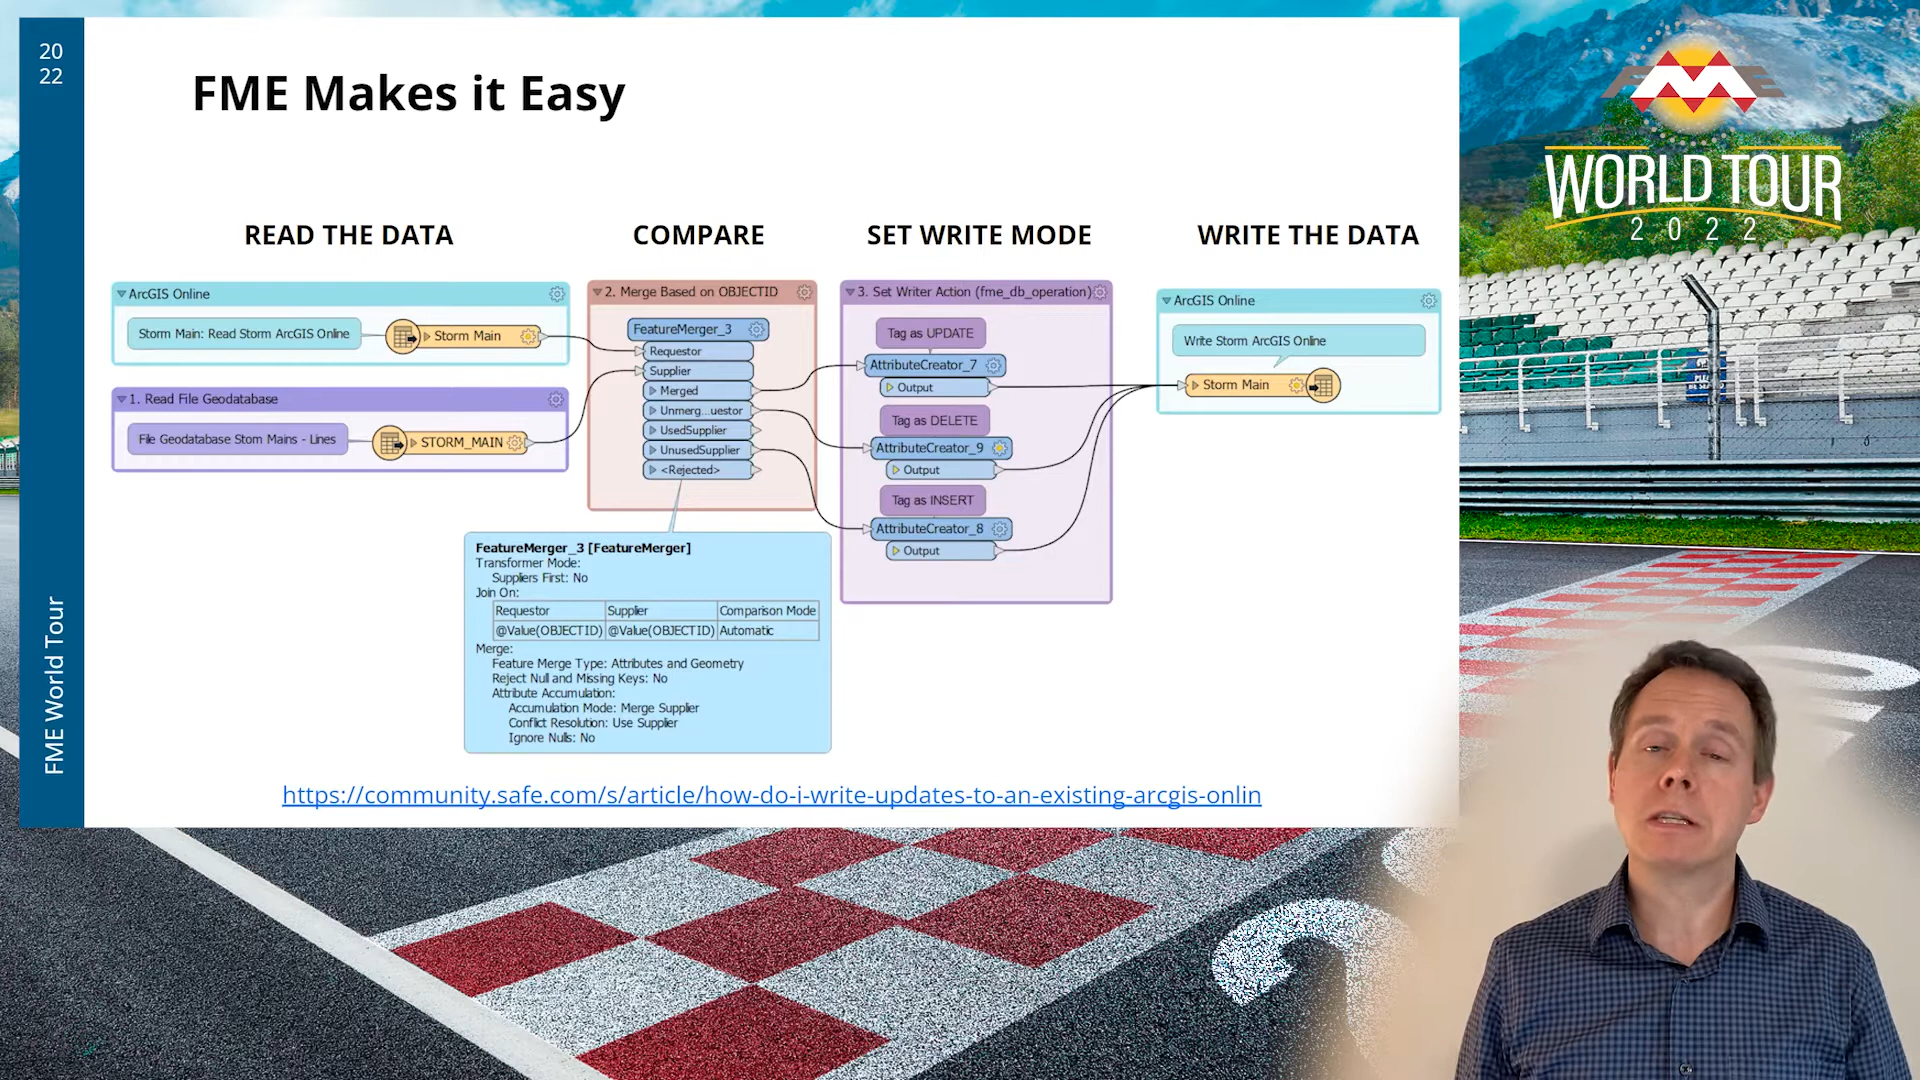 20
22
FME World Tour
FME Makes it Easy
READ THE DATA
COMPARE
SET WRITE MODE
WRITE THE DATA
ArcGIS Online
Storm Main: Read Storm ArcGIS Online
Storm Main
1. Read File Geodatabase
File Geodatabase Stom Mains - Lines
STORM_MAIN
2. Merge Based on OBJECTID
FeatureMerger_3
Requestor
Supplier
Merged
Unmerg...uestor
UsedSupplier
UnusedSupplier
<Rejected>
3. Set Writer Action (fme_db_operation)
Tag as UPDATE
AttributeCreator_7
Output
Tag as DELETE
AttributeCreator_9
Output
Tag as INSERT
AttributeCreator_8
Output
ArcGIS Online
Write Storm ArcGIS Online
Storm Main
FeatureMerger_3 [FeatureMerger]
Transformer Mode:
Suppliers First: No
Join On:
Requestor Supplier Comparison Mode
@Value(OBJECTID) @Value(OBJECTID) Automatic
Merge:
Feature Merge Type: Attributes and Geometry
Reject Null and Missing Keys: No
Attribute Accumulation:
Accumulation Mode: Merge Supplier
Conflict Resolution: Use Supplier
Ignore Nulls: No
https://community.safe.com/s/article/how-do-i-write-updates-to-an-existing-arcgis-onlin
FME
WORLD TOUR
2022